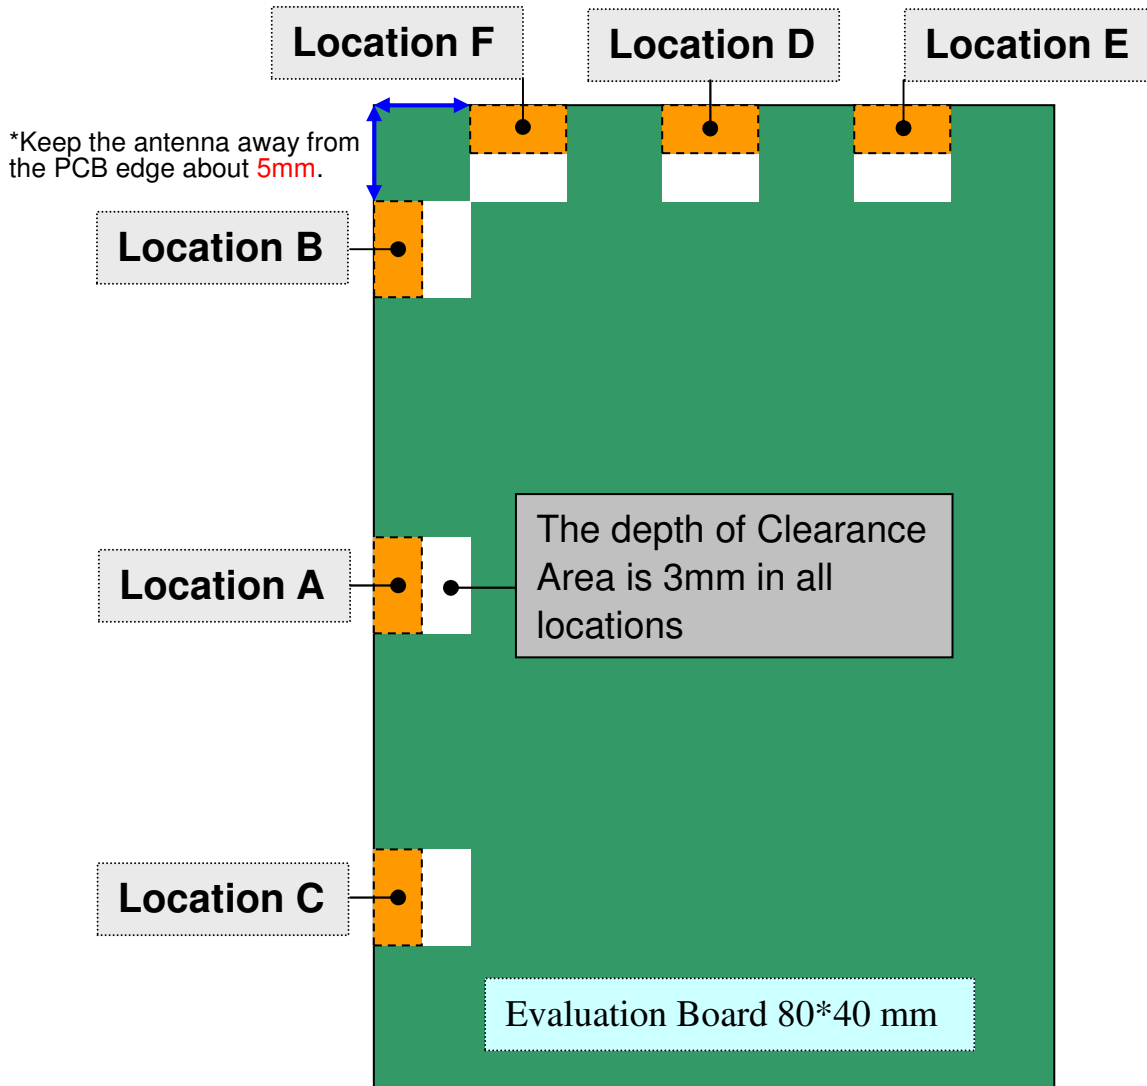 Location F
Location D
Location E
*Keep the antenna away from
the PCB edge about 5mm.
Location B
The depth of Clearance
Area is 3mm in all
locations
Location A
Location C
Evaluation Board 80*40 mm